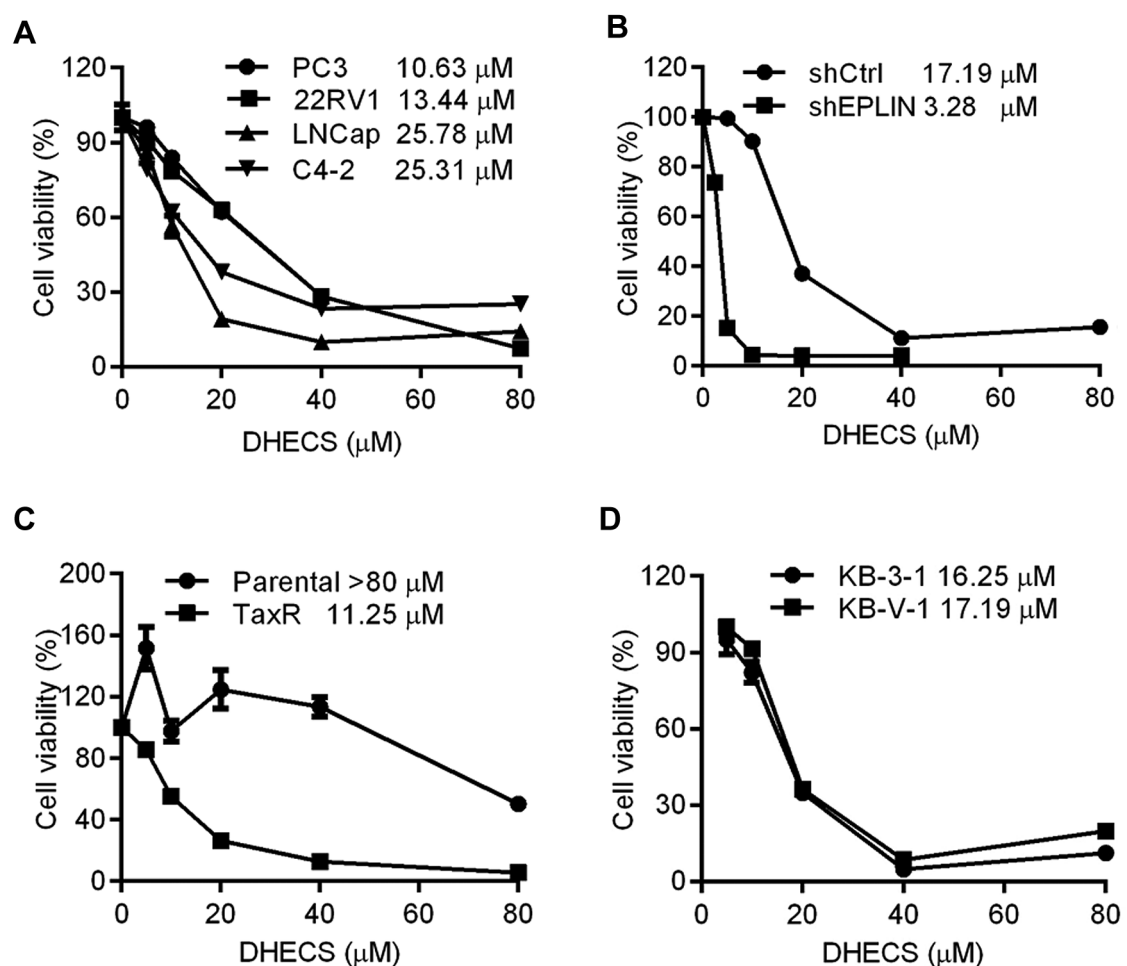 A
PC3 10.63 μM
22RV1 13.44 μM
LNCap 25.78 μM
C4-2 25.31 μM
Cell viability (%)
120
90
60
30
0
0 20 40 60 80
DHECS (μM)
B
shCtrl 17.19 μM
shEPLIN 3.28 μM
Cell viability (%)
120
100
80
60
40
20
0
0 20 40 60 80
DHECS (μM)
C
Parental >80 μM
TaxR 11.25 μM
Cell viability (%)
200
160
120
80
40
0
0 20 40 60 80
DHECS (μM)
D
KB-3-1 16.25 μM
KB-V-1 17.19 μM
Cell viability (%)
120
90
60
30
0
0 20 40 60 80
DHECS (μM)